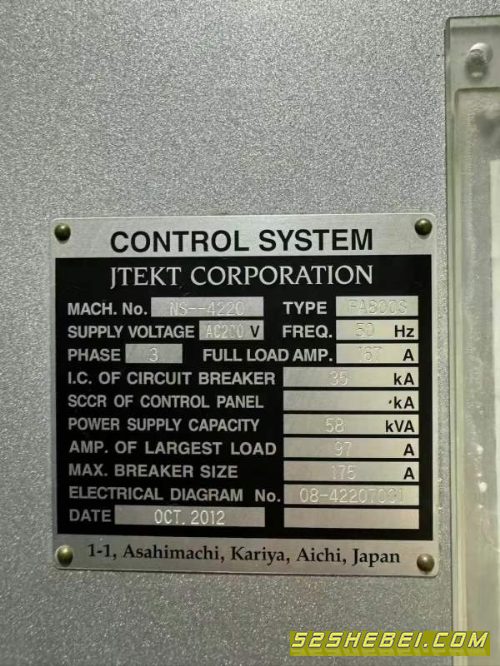 CONTROL SYSTEM
JTEKT CORPORATION
MACH. No. NS--4220 TYPE FA800S
SUPPLY VOLTAGE AC200 V FREQ. 50 Hz
PHASE 3 FULL LOAD AMP. 167 A
I.C. OF CIRCUIT BREAKER 35 kA
SCCR OF CONTROL PANEL kA
POWER SUPPLY CAPACITY 58 kVA
AMP. OF LARGEST LOAD 97 A
MAX. BREAKER SIZE 175 A
ELECTRICAL DIAGRAM No.
DATE OCT. 2012
1-1, Asahimachi, Kariya, Aichi, Japan
52SHEBEI.COM